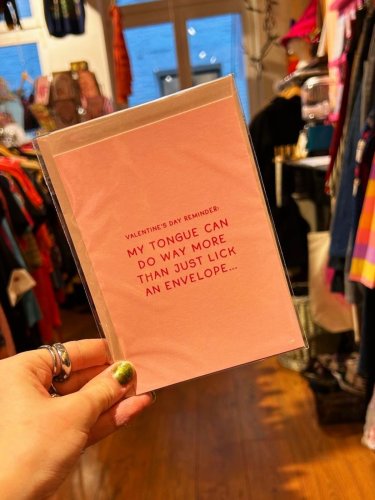 VALENTINE'S DAY REMINDER:
MY TONGUE CAN
DO WAY MORE
THAN JUST LICK
AN ENVELOPE...